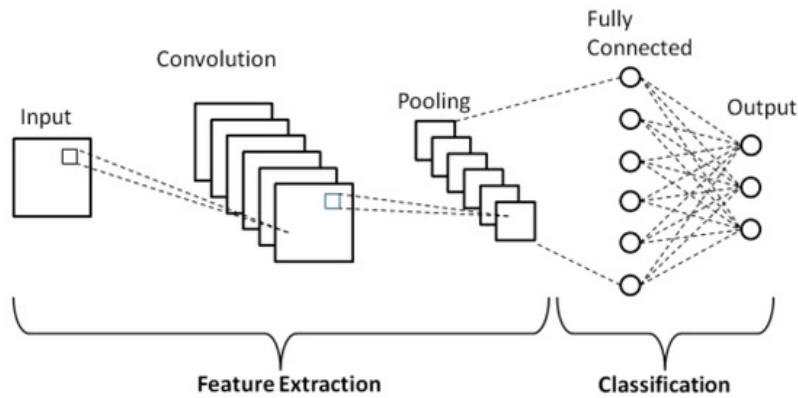 Input
Convolution
Pooling
Fully
Connected
Output
Feature Extraction
Classification